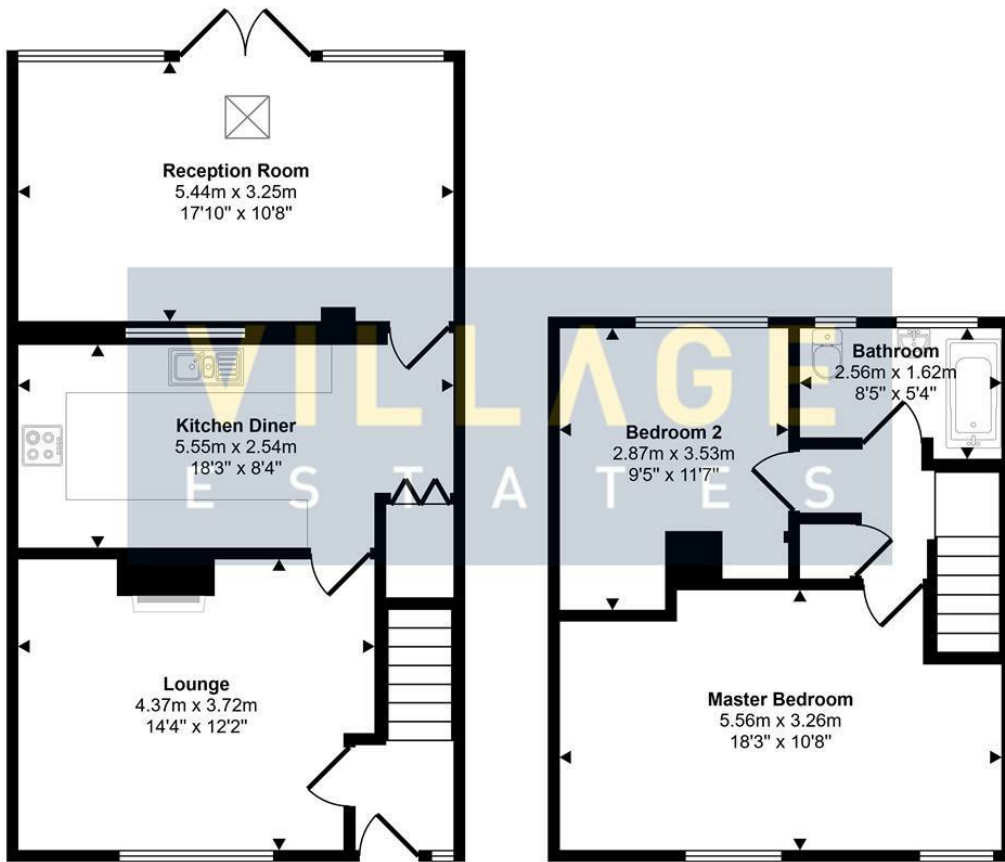 Reception Room
5.44m x 3.25m
17'10" x 10'8"
VILLAGE
ESTATES
Kitchen Diner
5.55m x 2.54m
18'3" x 8'4"
Lounge
4.37m x 3.72m
14'4" x 12'2"
Bathroom
2.56m x 1.62m
8'5" x 5'4"
Bedroom 2
2.87m x 3.53m
9'5" x 11'7"
Master Bedroom
5.56m x 3.26m
18'3" x 10'8"